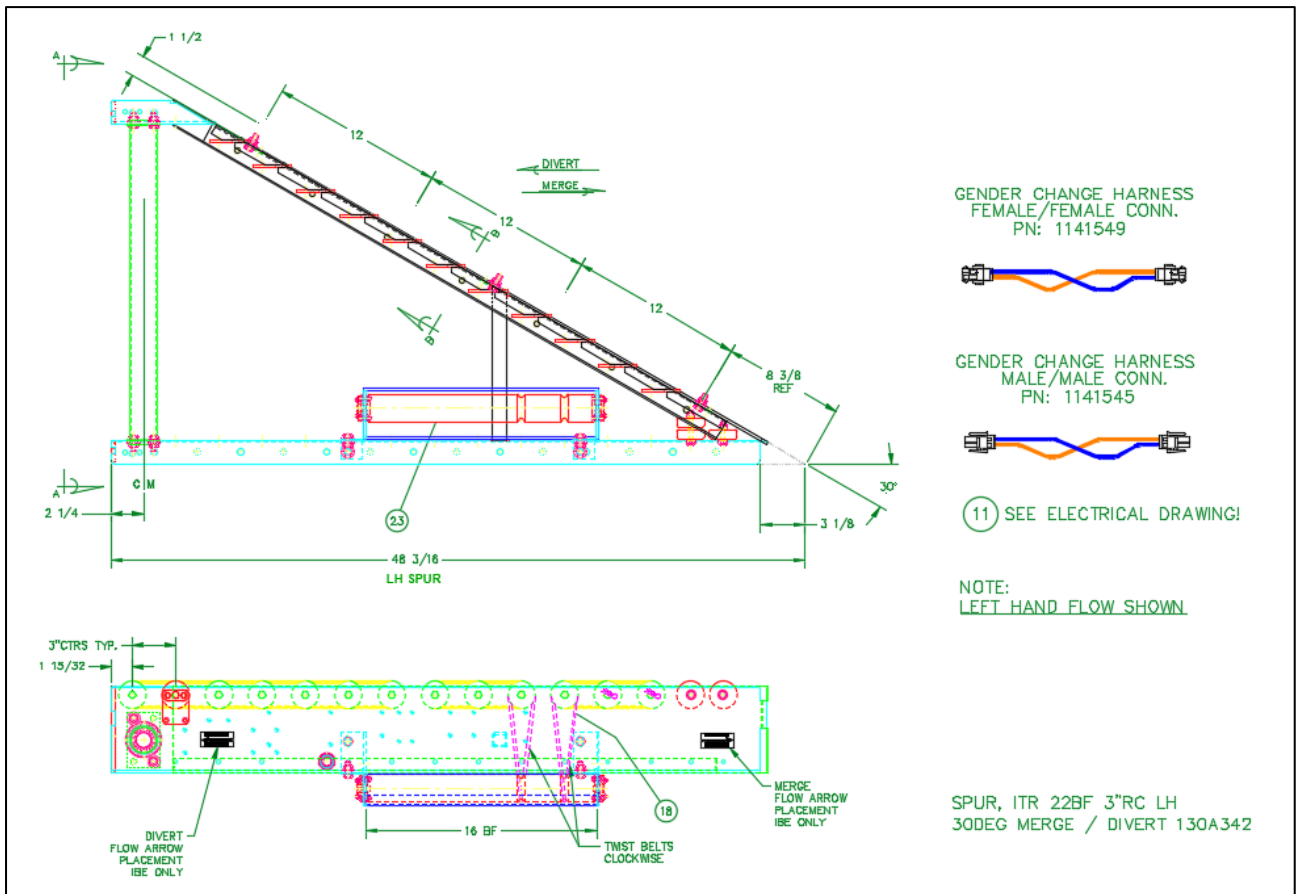 A
1 1/2
12
DIVERT
MERGE
12
B
B
12
8 3/8
REF
30°
A
C M
2 1/4
23
3 1/8
48 3/16
LH SPUR
GENDER CHANGE HARNESS
FEMALE/FEMALE CONN.
PN: 1141549
GENDER CHANGE HARNESS
MALE/MALE CONN.
PN: 1141545
11 SEE ELECTRICAL DRAWING!
NOTE:
LEFT HAND FLOW SHOWN
3"CTRS TYP.
1 15/32
DIVERT
FLOW ARROW
PLACEMENT
IBE ONLY
16 BF
TWIST BELTS
CLOCKWISE
18
MERGE
FLOW ARROW
PLACEMENT
IBE ONLY
SPUR, ITR 22BF 3"RC LH
30DEG MERGE / DIVERT 130A342